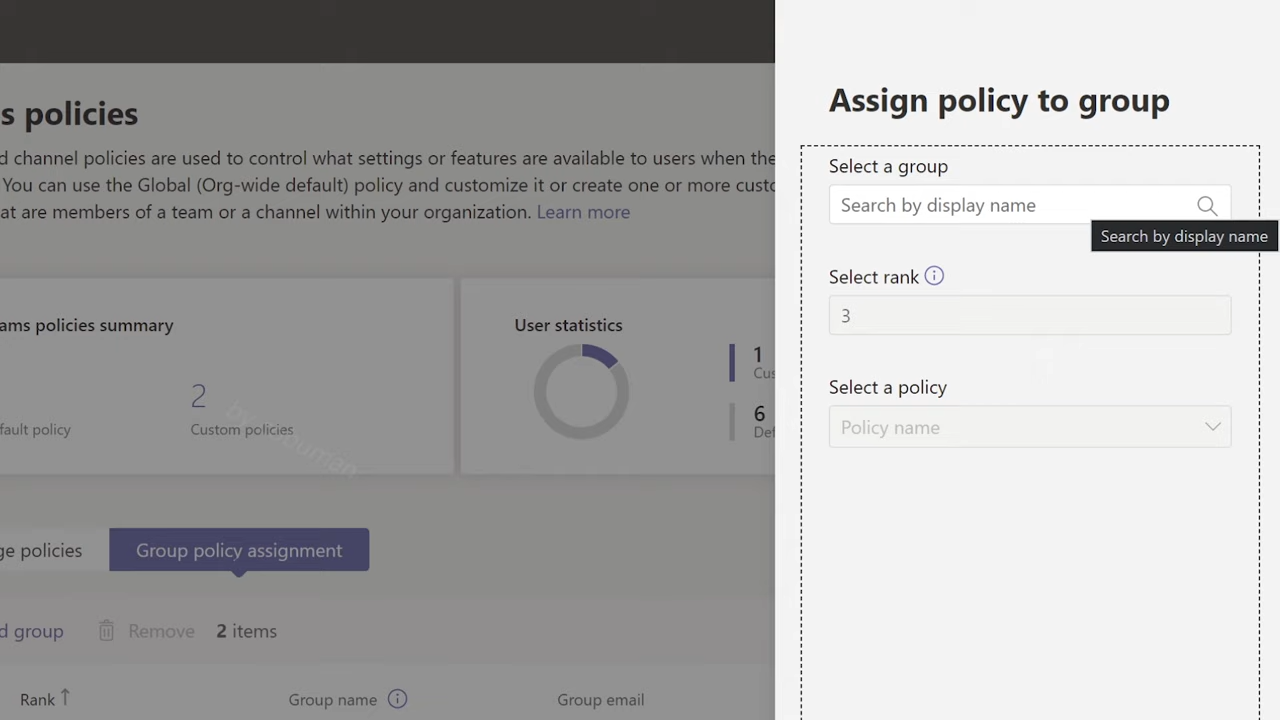 s policies
d channel policies are used to control what settings or features are available to users when the
You can use the Global (Org-wide default) policy and customize it or create one or more custo
at are members of a team or a channel within your organization. Learn more
ams policies summary
2
fault policy
Custom policies
User statistics
1
Cus
6
Def
ge policies
Group policy assignment
d group
Remove
2 items
Rank
Group name
Group email
Assign policy to group
Select a group
Search by display name
Search by display name
Select rank
3
Select a policy
Policy name